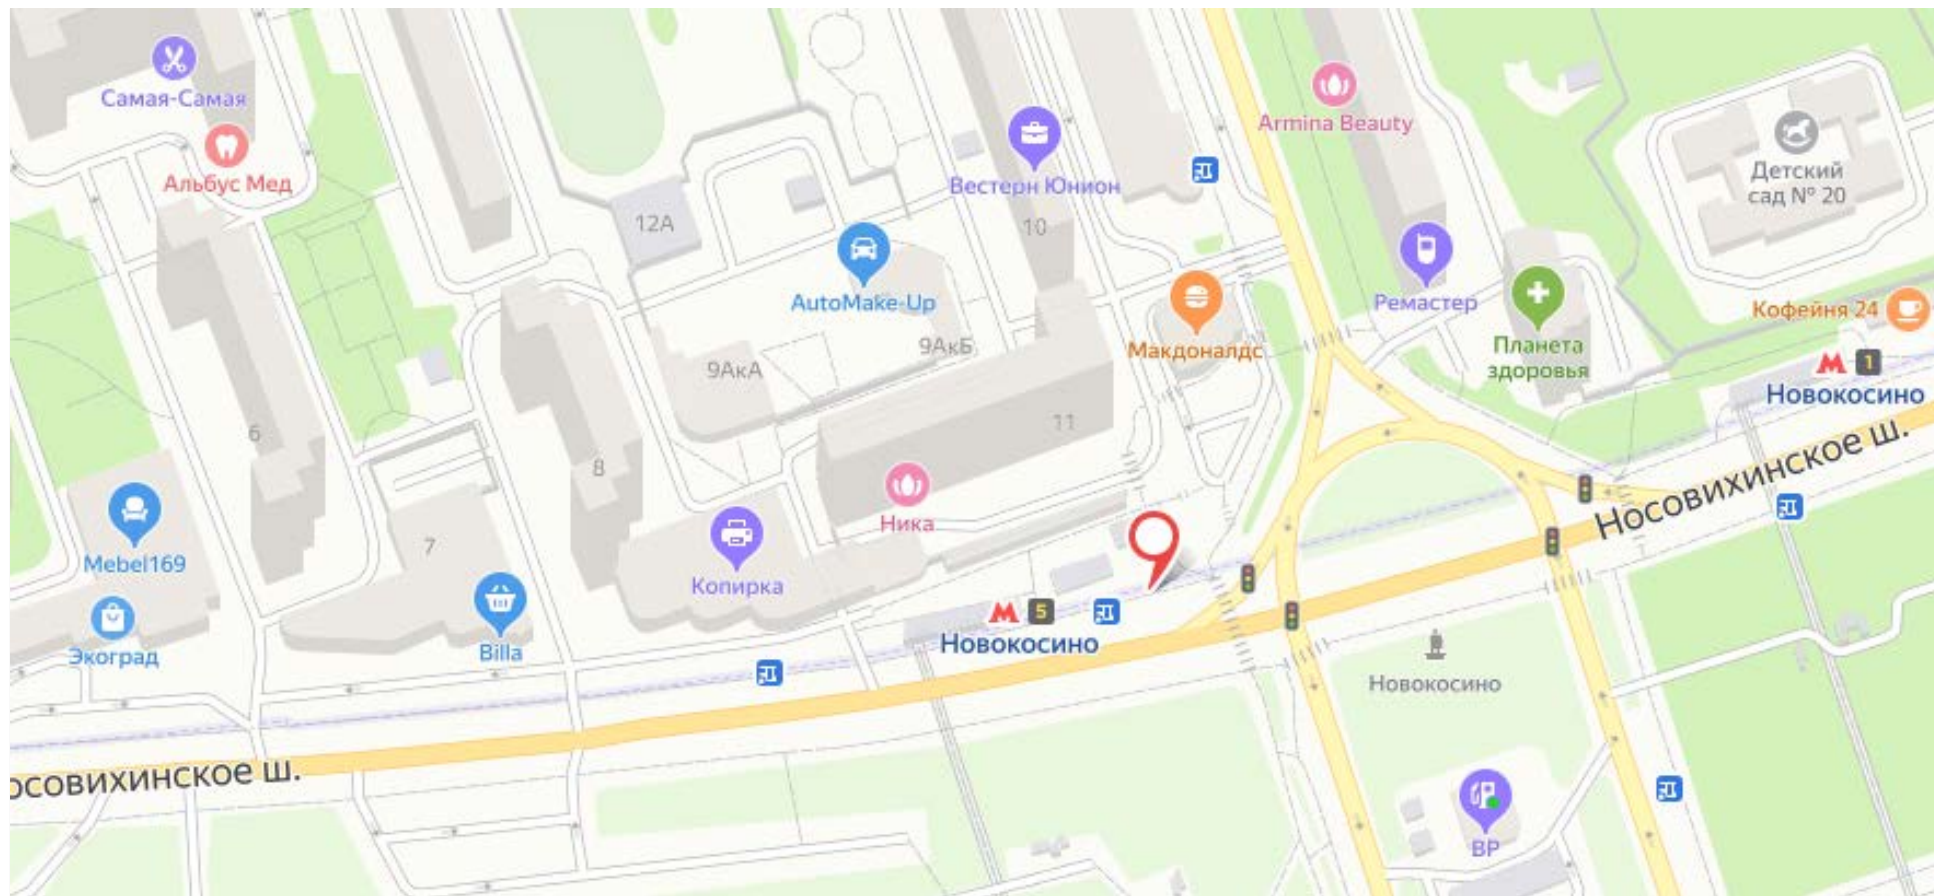 Самая-Самая
Альбус Мед
Armina Beauty
Вестерн Юнион
Детский
сад № 20
12А
10
AutoMake-Up
Ремастер
Кофейня 24
Макдоналдс
Планета
здоровья
9АкБ
9АкА
1
Новокосино
11
6
8
Носовихинское ш.
Ника
7
Mebel169
Копирка
5
Новокосино
Billa
Экоград
Новокосино
осовихинское ш.
BP